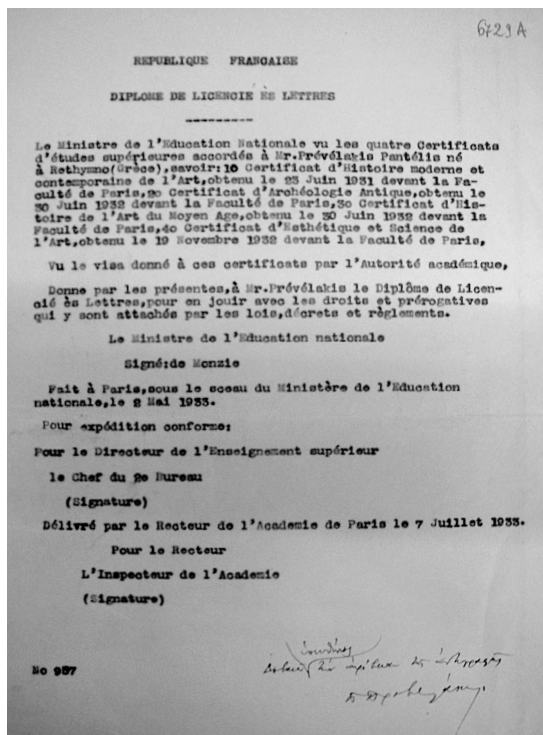 6729 A
REPUBLIQUE FRANCAISE
DIPLOME DE LICENCIE ÈS LETTRES
----------
Le Ministre de l'Education Nationale vu les quatre Certificats
d'études supérieures accordés à Mr.Prévélakis Pantélis né
à Rethymno(Grèce),savoir:1o Certificat d'Histoire moderne et
contemporaine de l'Art,obtenu le 23 Juin 1931 devant la Fa-
culté de Paris,2o Certificat d'Archéologie Antique,obtenu le
30 Juin 1932 devant la Faculté de Paris,3o Certificat d'His-
toire de l'Art du Moyen Age,obtenu le 30 Juin 1932 devant la
Faculté de Paris,4o Certificat d'Esthétique et Science de
l'Art,obtenu le 19 Novembre 1932 devant la Faculté de Paris,
Vu le visa donné à ces certificats par l'Autorité académique,
Donne par les présentes,à Mr.Prévélakis le Diplôme de Licen-
cié ès Lettres,pour en jouir avec les droits et prérogatives
qui y sont attachés par les lois,décrets et règlements.
Le Ministre de l'Education nationale
Signé:de Monzie
Fait à Paris,sous le sceau du Ministère de l'Education
nationale,le 2 Mai 1933.
Pour expédition conforme:
Pour le Directeur de l'Enseignement supérieur
le Chef du 2e Bureau
(Signature)
Délivré par le Recteur de l'Academie de Paris le 7 Juillet 1933.
Pour le Recteur
L'Inspecteur de l'Academie
(Signature)
No 957